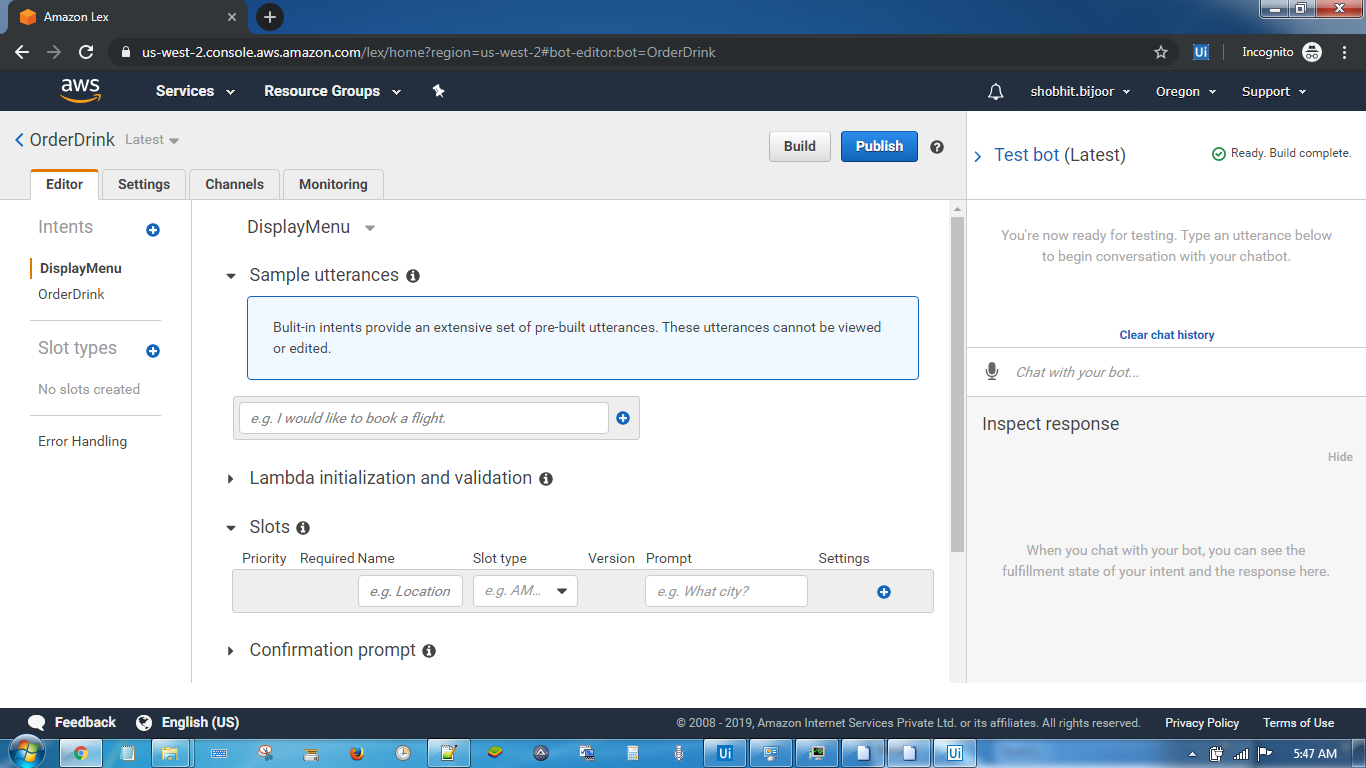 Amazon Lex
us-west-2.console.aws.amazon.com/lex/home?region=us-west-2#bot-editor:bot=OrderDrink
Ui
Incognito
aws
Services
Resource Groups
shobhit.bijoor
Oregon
Support
OrderDrink Latest
Build
Publish
Editor
Settings
Channels
Monitoring
Intents
DisplayMenu
OrderDrink
Slot types
No slots created
Error Handling
DisplayMenu
Sample utterances
Bulit-in intents provide an extensive set of pre-built utterances. These utterances cannot be viewed
or edited.
e.g. I would like to book a flight.
Lambda initialization and validation
Slots
Priority Required Name Slot type Version Prompt Settings
e.g. Location e.g. AM... e.g. What city?
Confirmation prompt
Test bot (Latest)
Ready. Build complete.
You're now ready for testing. Type an utterance below
to begin conversation with your chatbot.
Clear chat history
Chat with your bot...
Inspect response
Hide
When you chat with your bot, you can see the
fulfillment state of your intent and the response here.
Feedback
English (US)
© 2008 - 2019, Amazon Internet Services Private Ltd. or its affiliates. All rights reserved.
Privacy Policy
Terms of Use
Ui
Ui
5:47 AM